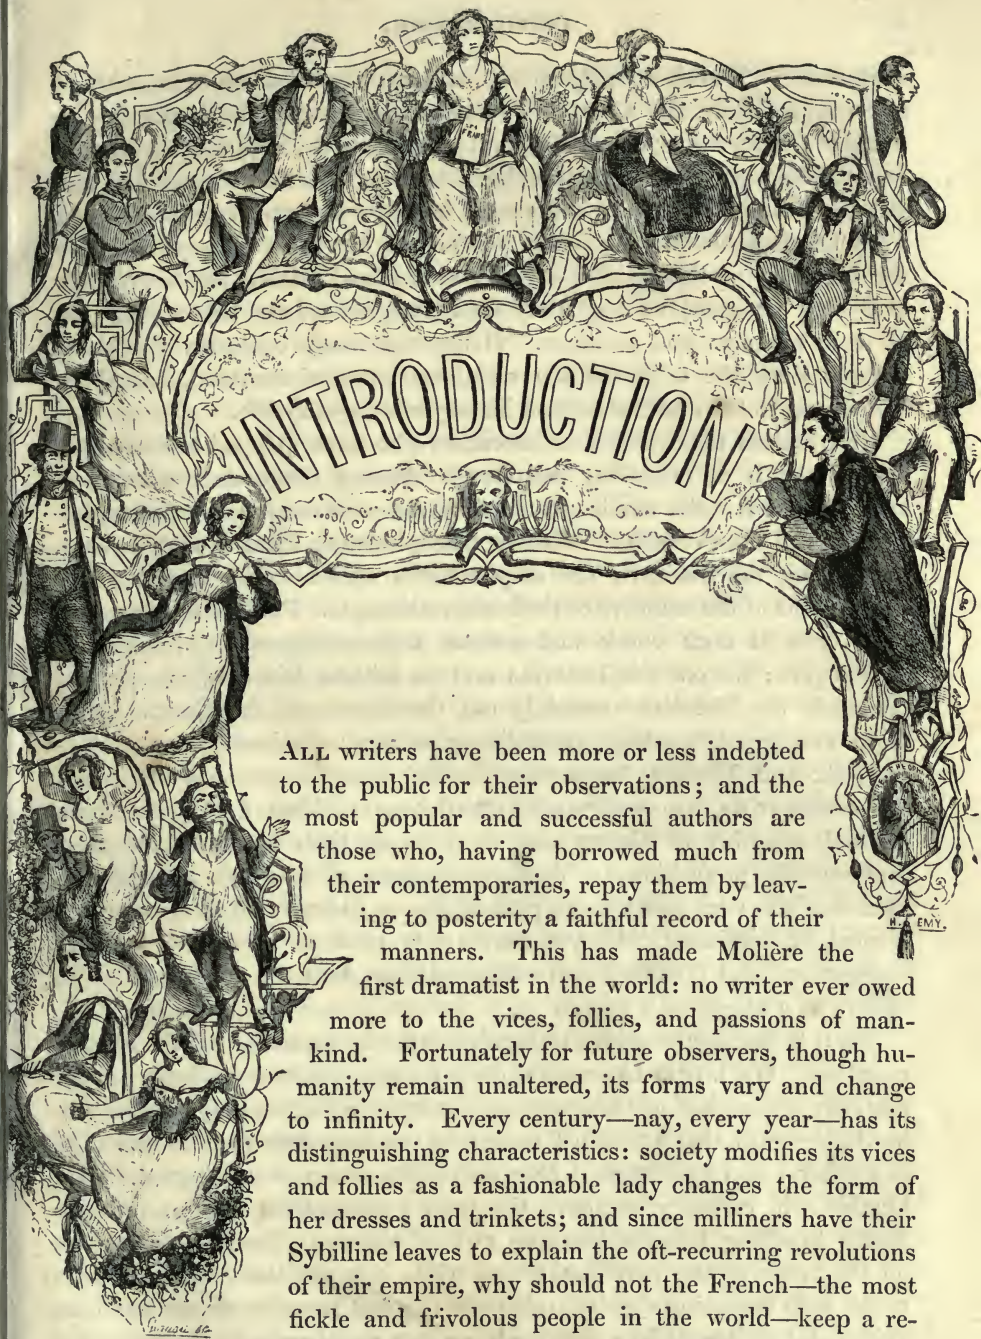 INTRODUCTION
ALL writers have been more or less indebted
to the public for their observations; and the
most popular and successful authors are
those who, having borrowed much from
their contemporaries, repay them by leav-
ing to posterity a faithful record of their
manners. This has made Molière the
first dramatist in the world: no writer ever owed
more to the vices, follies, and passions of man-
kind. Fortunately for future observers, though hu-
manity remain unaltered, its forms vary and change
to infinity. Every century—nay, every year—has its
distinguishing characteristics: society modifies its vices
and follies as a fashionable lady changes the form of
her dresses and trinkets; and since milliners have their
Sybilline leaves to explain the oft-recurring revolutions
of their empire, why should not the French—the most
fickle and frivolous people in the world—keep a re-
H. EMY.